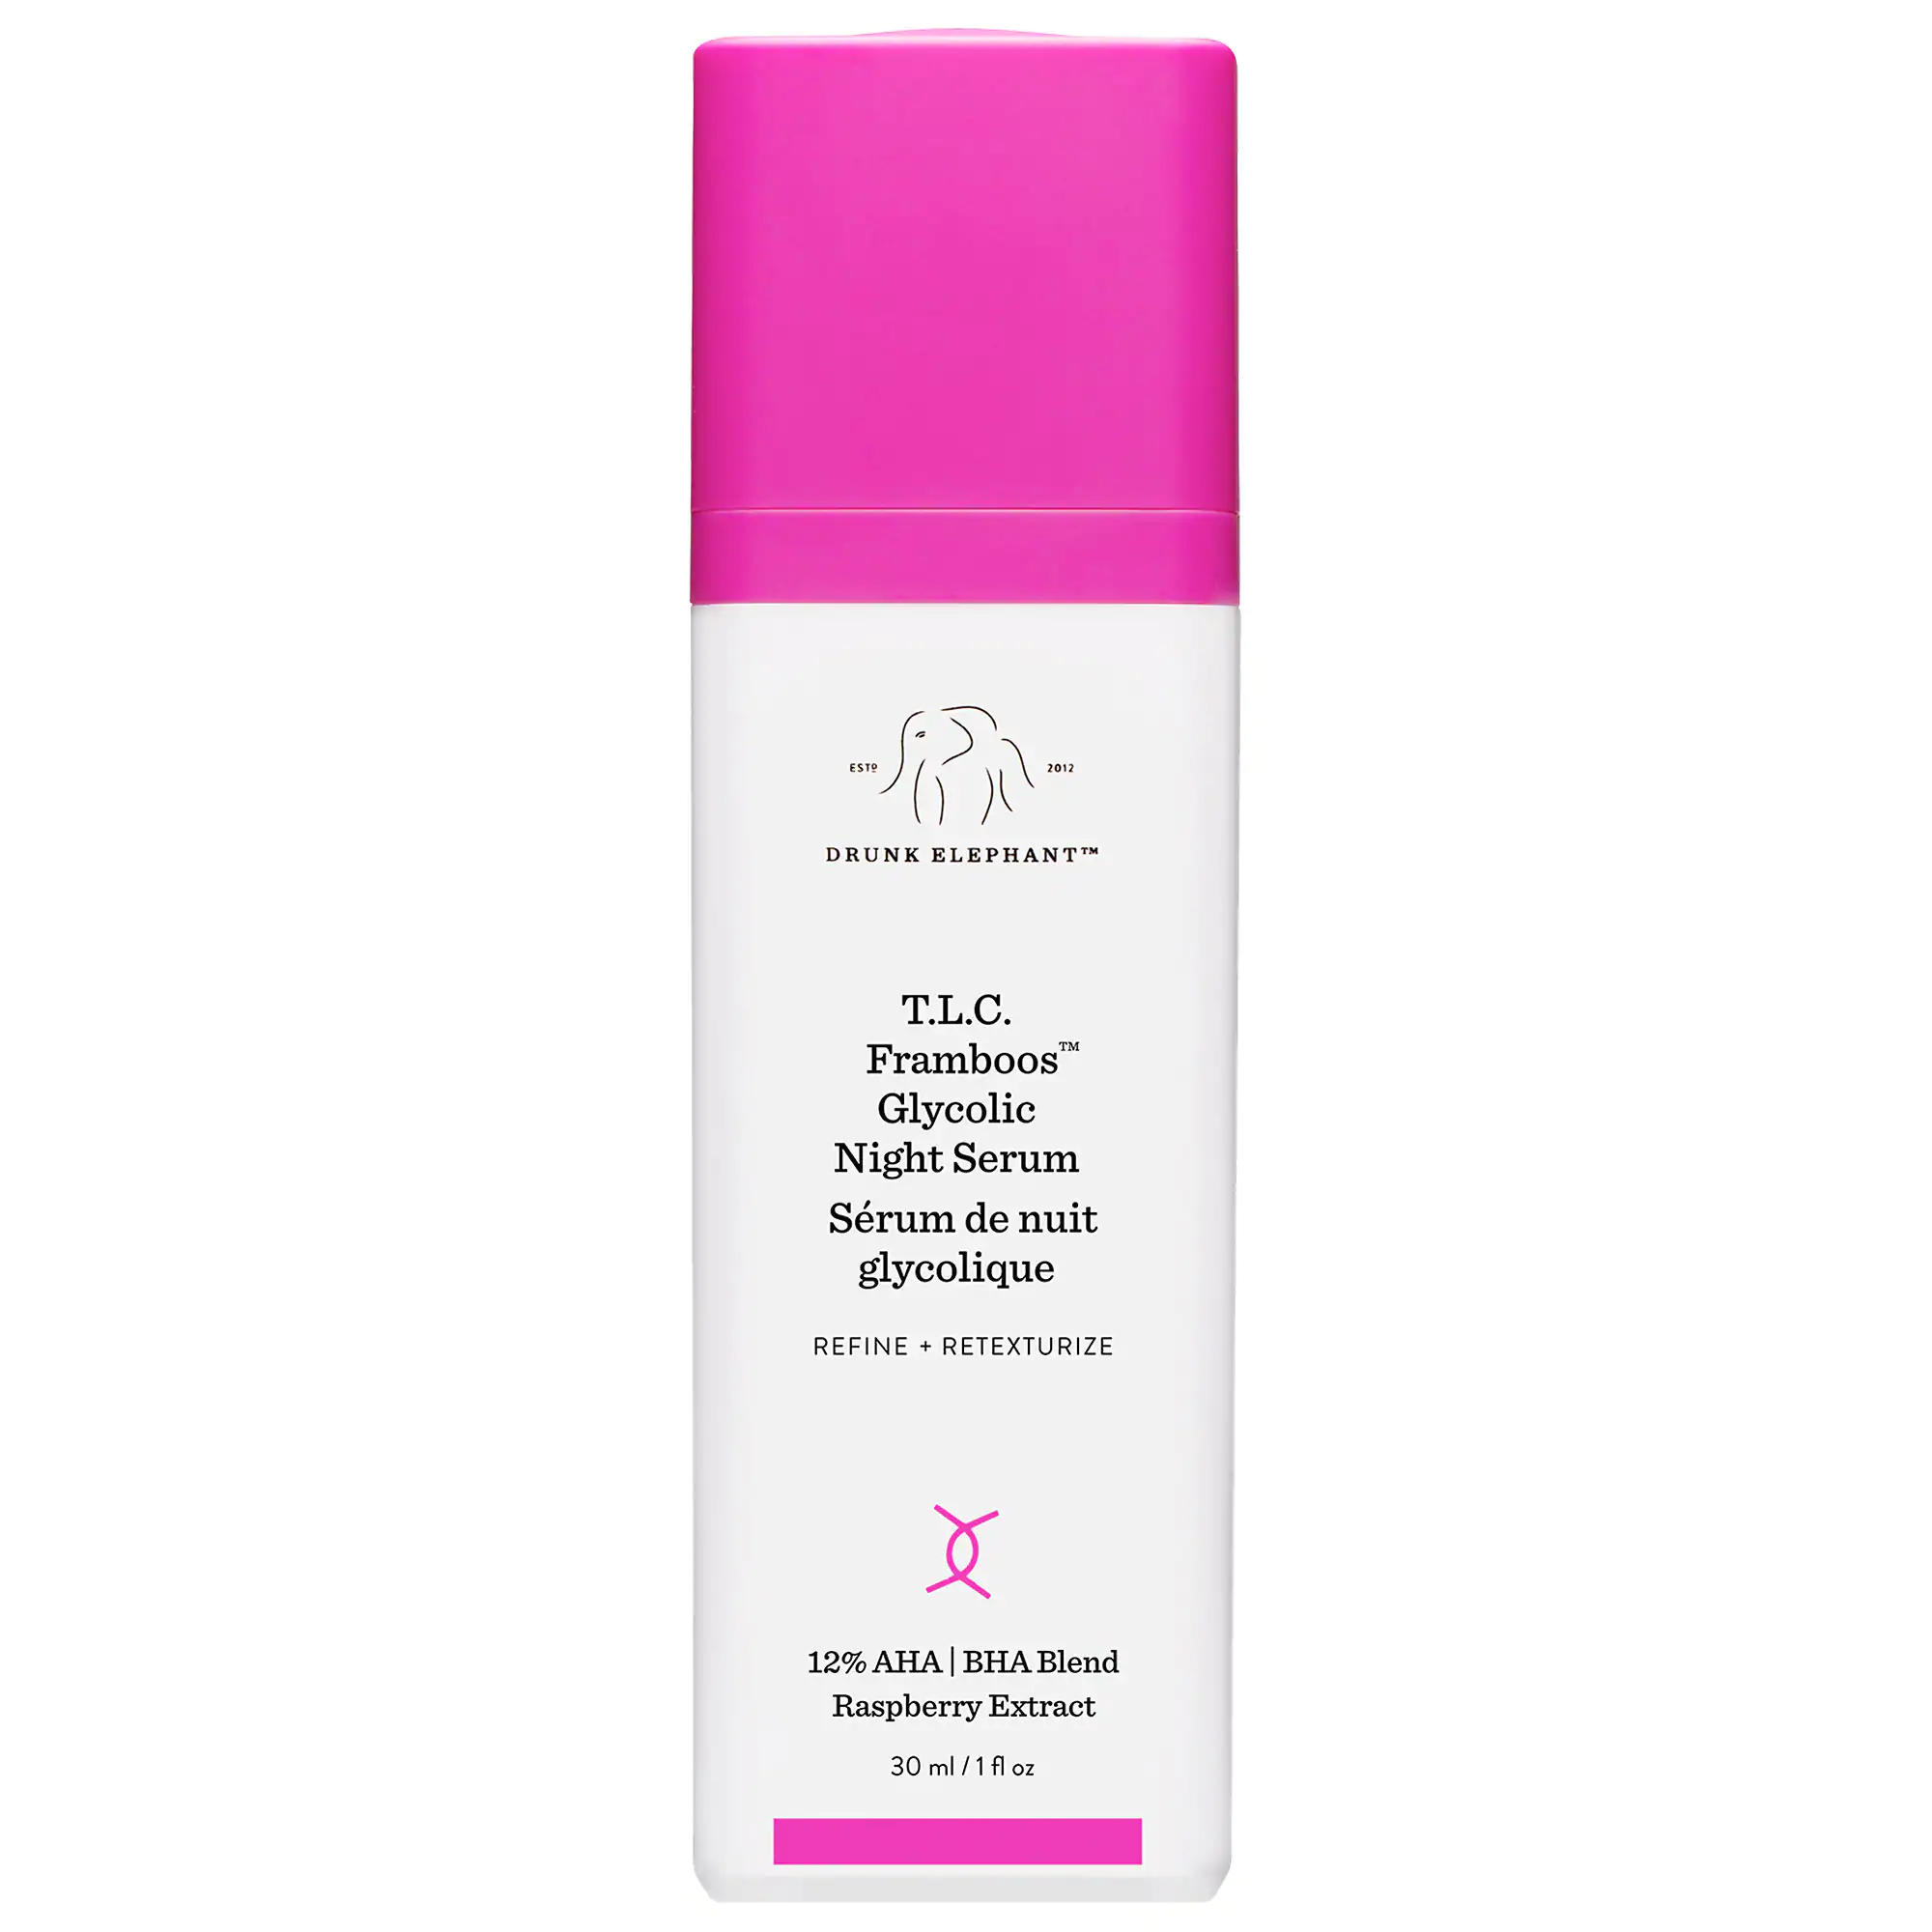 ESTD 2012
DRUNK ELEPHANT™
T.L.C.
Framboos™
Glycolic
Night Serum
Sérum de nuit
glycolique
REFINE + RETEXTURIZE
12% AHA | BHA Blend
Raspberry Extract
30 ml / 1 fl oz